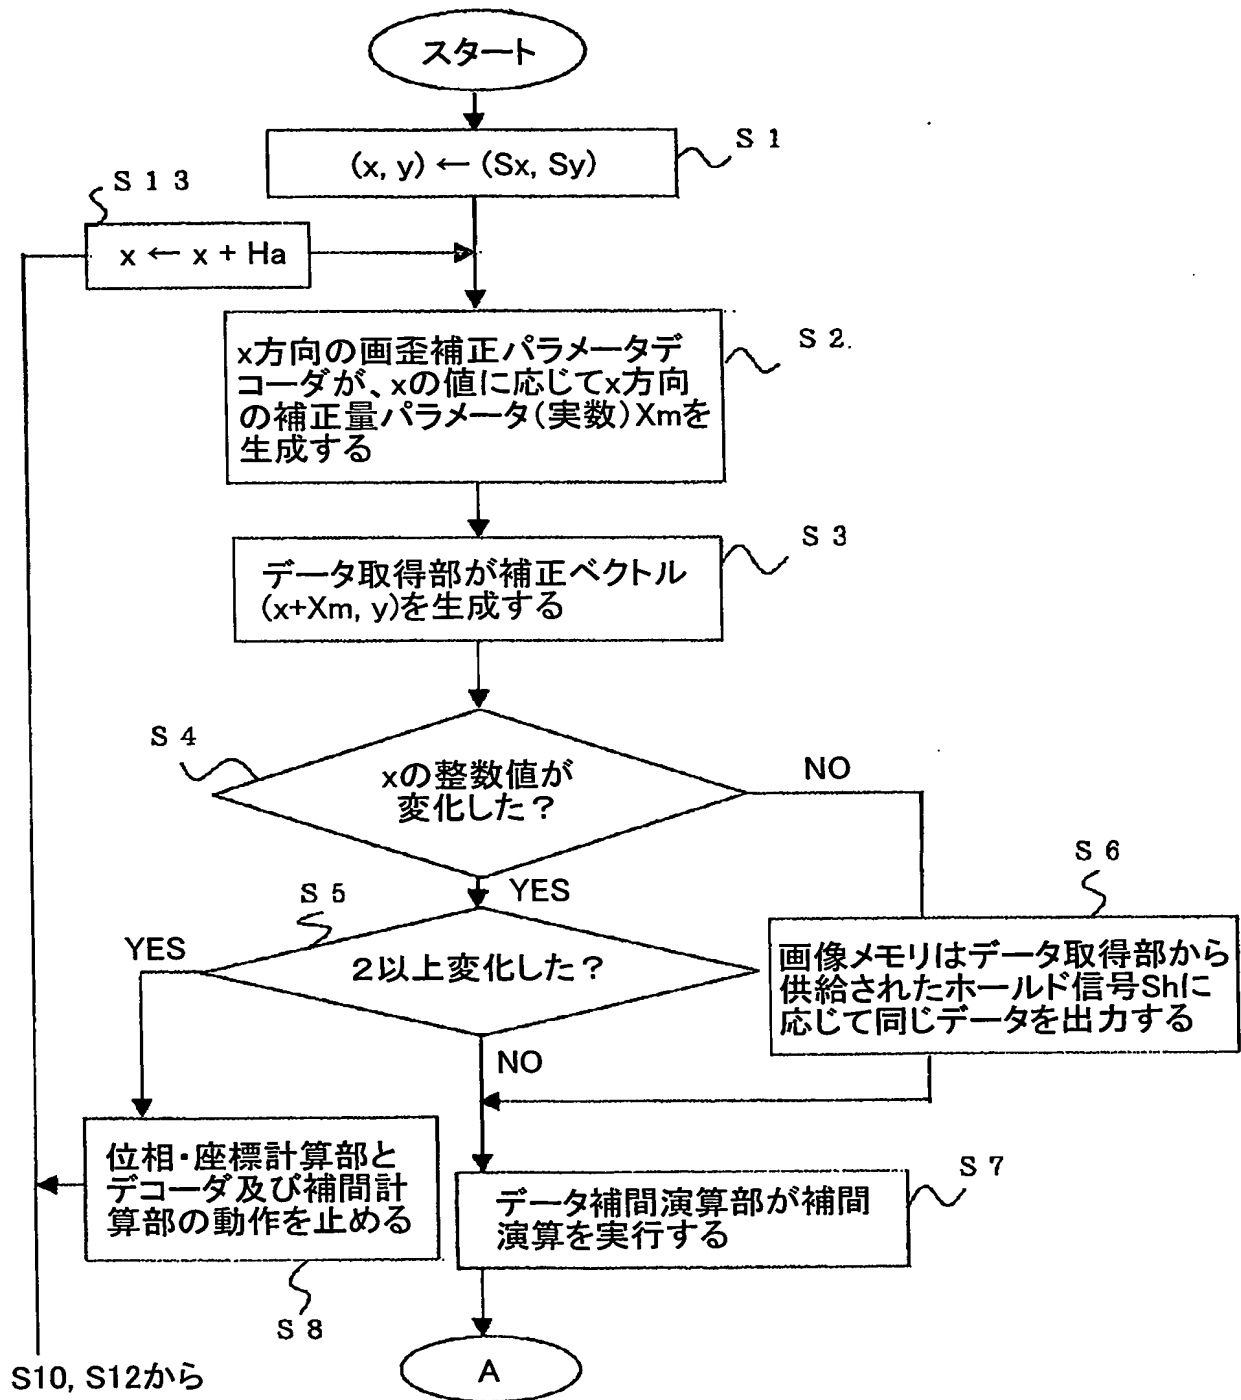 スタート
(x, y) ← (Sx, Sy)
S 1
S 1 3
x ← x + Ha
x方向の画歪補正パラメータデ
コーダが、xの値に応じてx方向
の補正量パラメータ(実数)Xmを
生成する
S 2
データ取得部が補正ベクトル
(x+Xm, y)を生成する
S 3
S 4
xの整数値が
変化した？
NO
YES
S 5
2以上変化した？
YES
NO
S 6
画像メモリはデータ取得部から
供給されたホールド信号Shに
応じて同じデータを出力する
位相・座標計算部と
デコーダ及び補間計
算部の動作を止める
S 8
データ補間演算部が補間
演算を実行する
S 7
A
S10, S12から